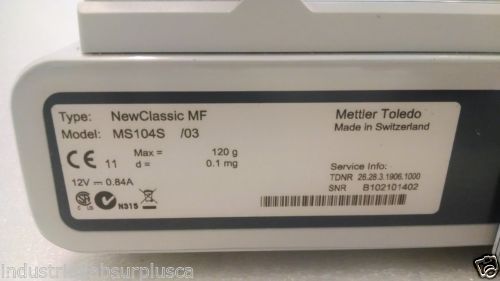 Type: NewClassic MF
Model: MS104S /03
Mettler Toledo
Made in Switzerland
CE 11
Max = 120 g
d = 0.1 mg
12V ⎓ 0.84A
Service Info:
TDNR 26.28.3.1906.1000
SNR B102101402
C US
N315